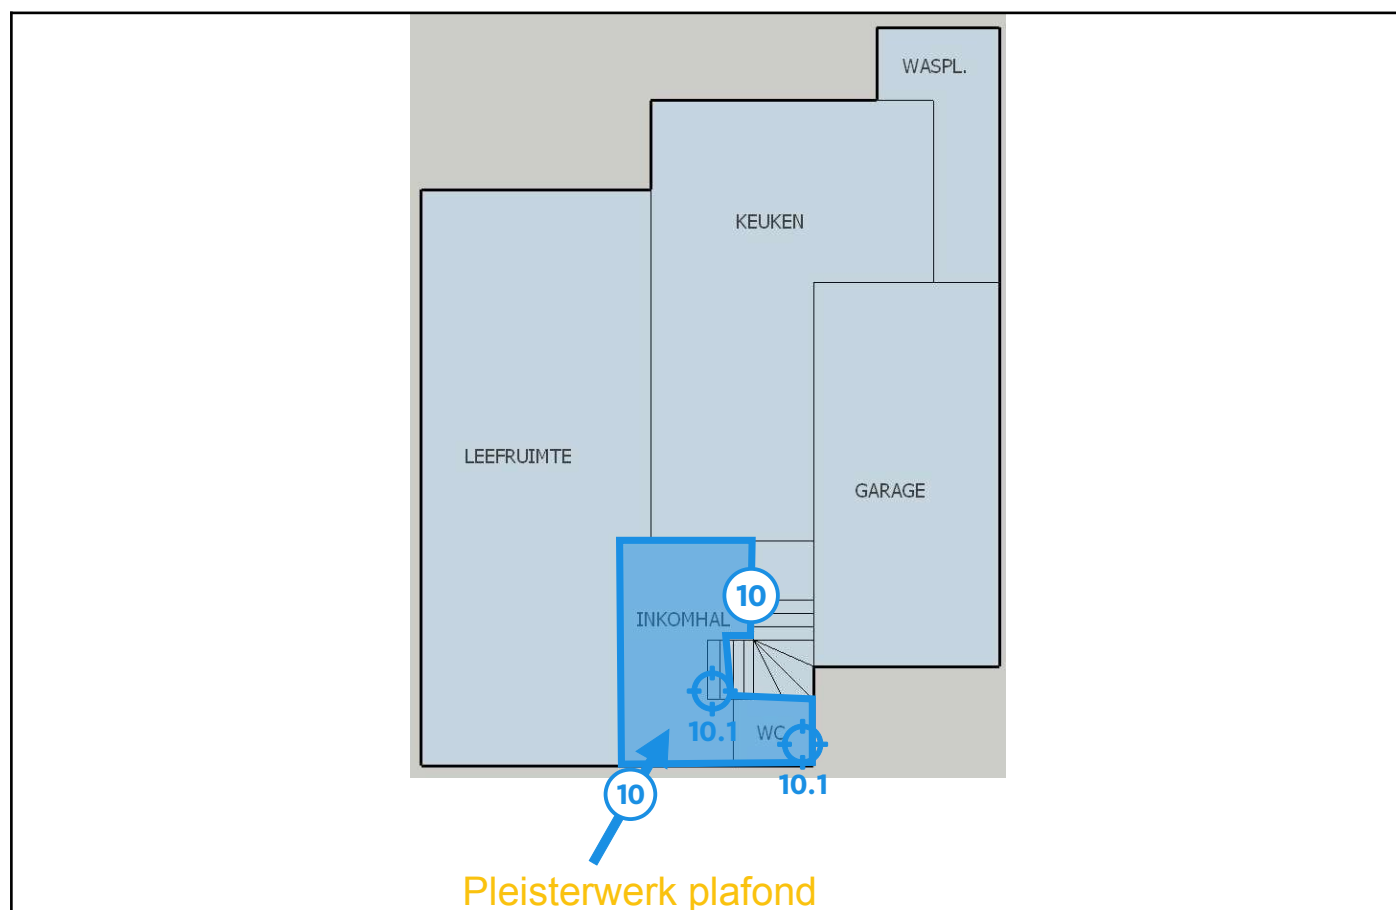 WASPL.
KEUKEN
LEEFRUIMTE
GARAGE
10
INKOMHAL
10.1
WC
10.1
10
Pleisterwerk plafond